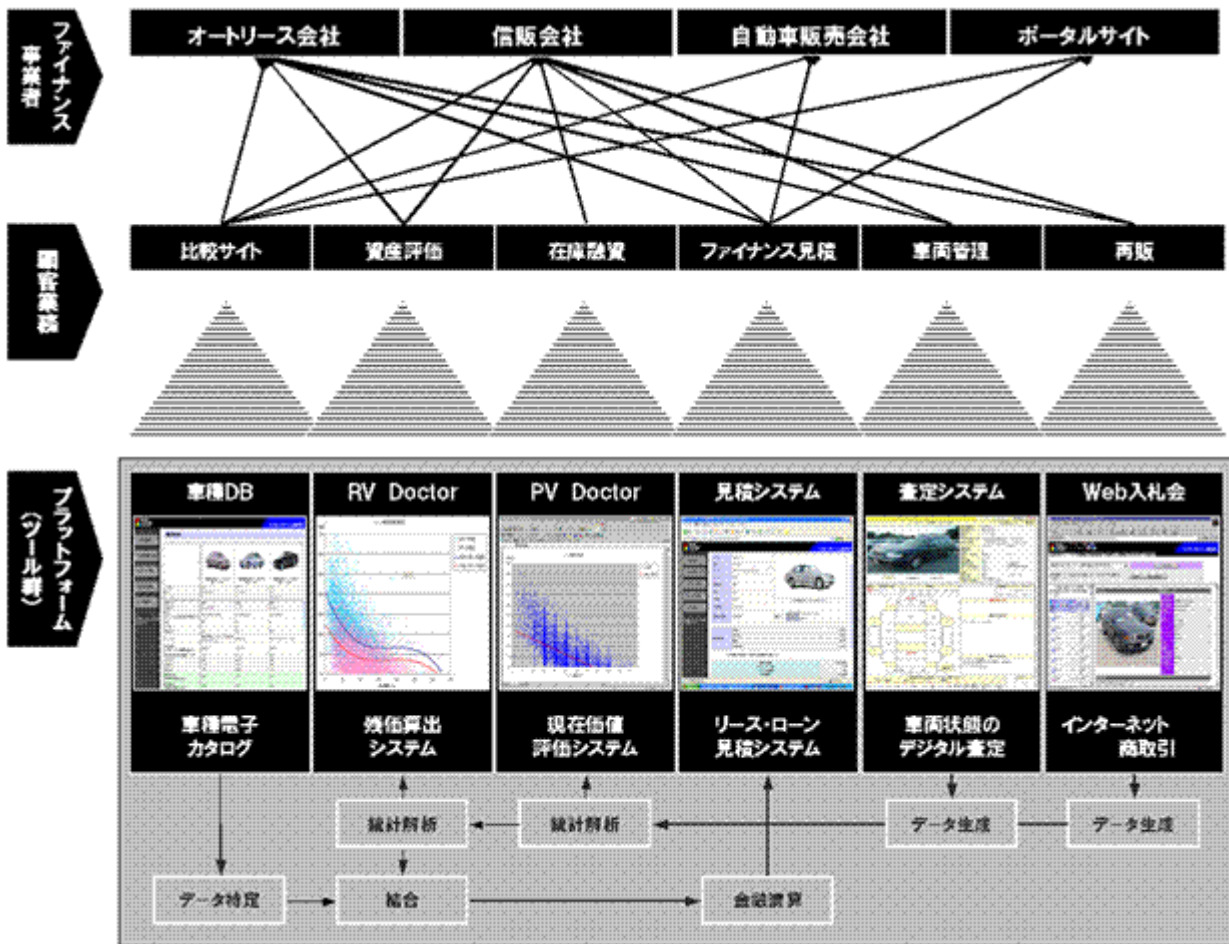 ファイナンス
事業者
オートリース会社
信販会社
自動車販売会社
ポータルサイト
顧客業務
比較サイト
資産評価
在庫融資
ファイナンス見積
車両管理
再販
プラットフォーム
(ツール群)
車種DB
RV Doctor
PV Doctor
見積システム
査定システム
Web入札会
車種電子
カタログ
残価算出
システム
現在価値
評価システム
リース・ローン
見積システム
車両状態の
デジタル査定
インターネット
商取引
統計解析
統計解析
データ生成
データ生成
データ特定
結合
金融演算